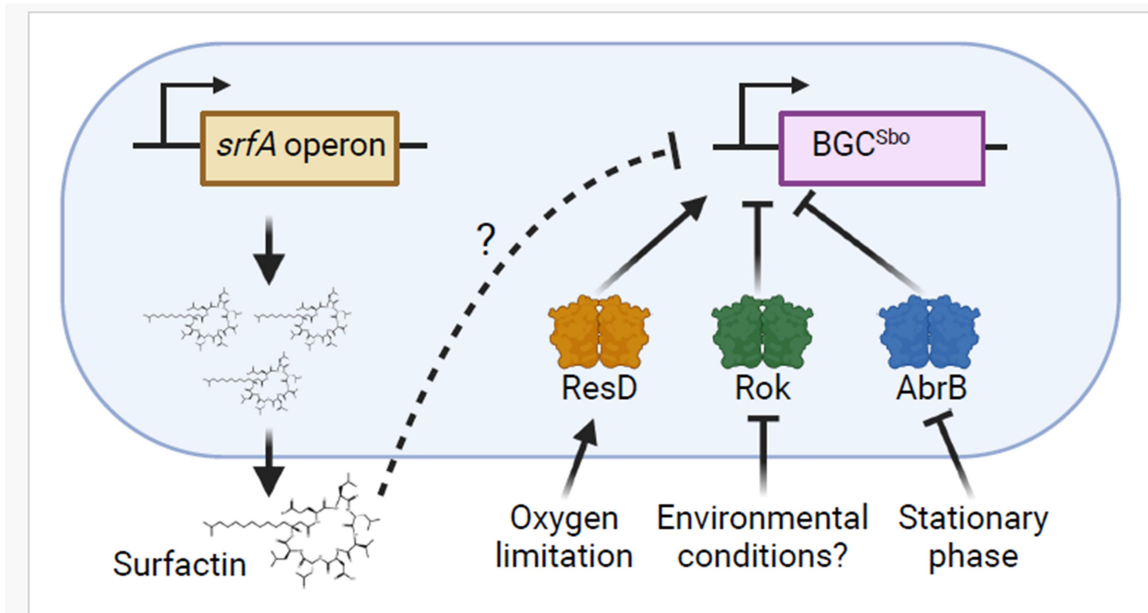 srfA operon
BGCSbo
?
ResD
Rok
AbrB
Surfactin
Oxygen
limitation
Environmental
conditions?
Stationary
phase